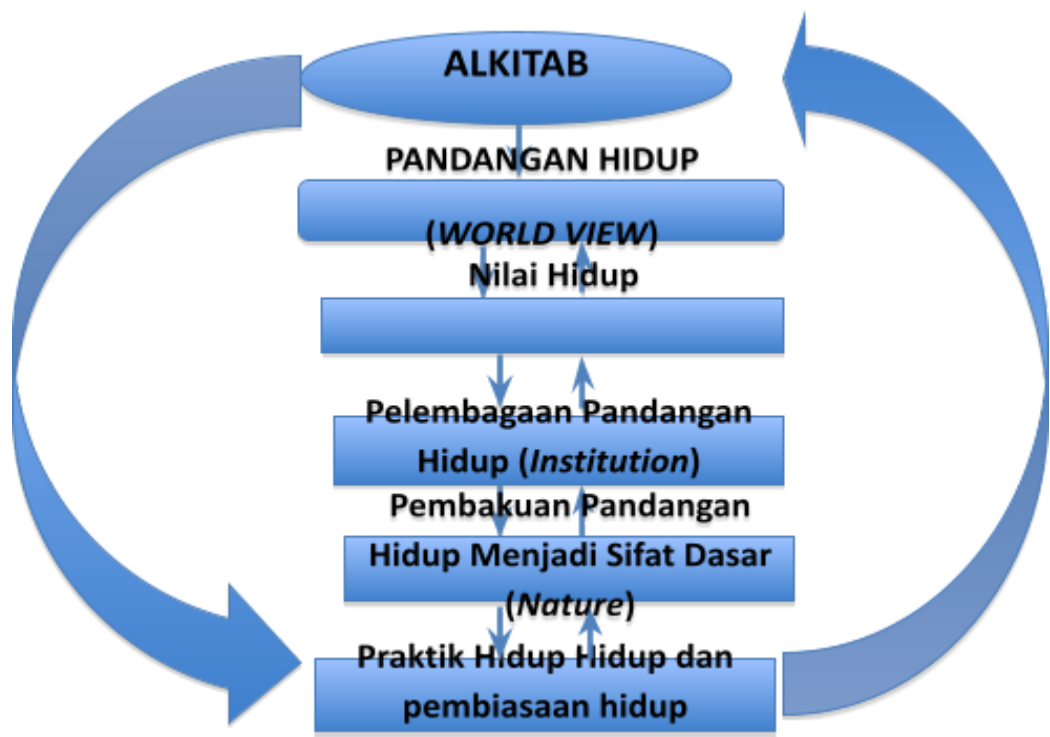 ALKITAB
PANDANGAN HIDUP
(WORLD VIEW)
Nilai Hidup
Pelembagaan Pandangan
Hidup (Institution)
Pembakuan Pandangan
Hidup Menjadi Sifat Dasar
(Nature)
Praktik Hidup Hidup dan
pembiasaan hidup